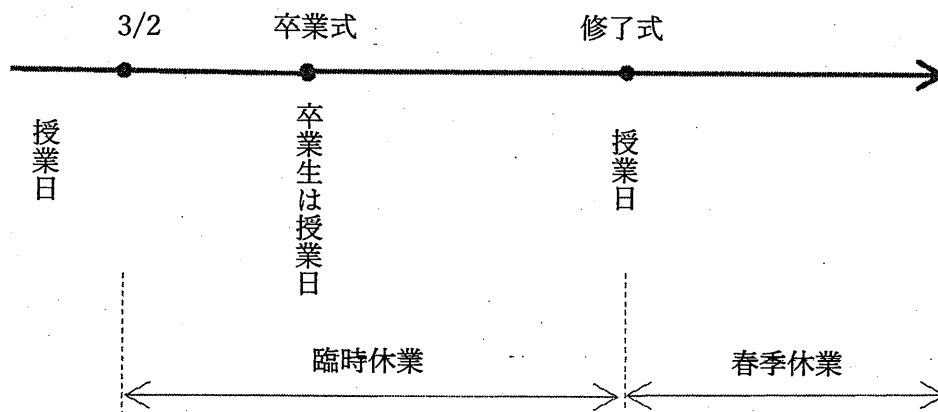 3/2
卒業式
修了式
授業日
卒業生は授業日
授業日
臨時休業
春季休業